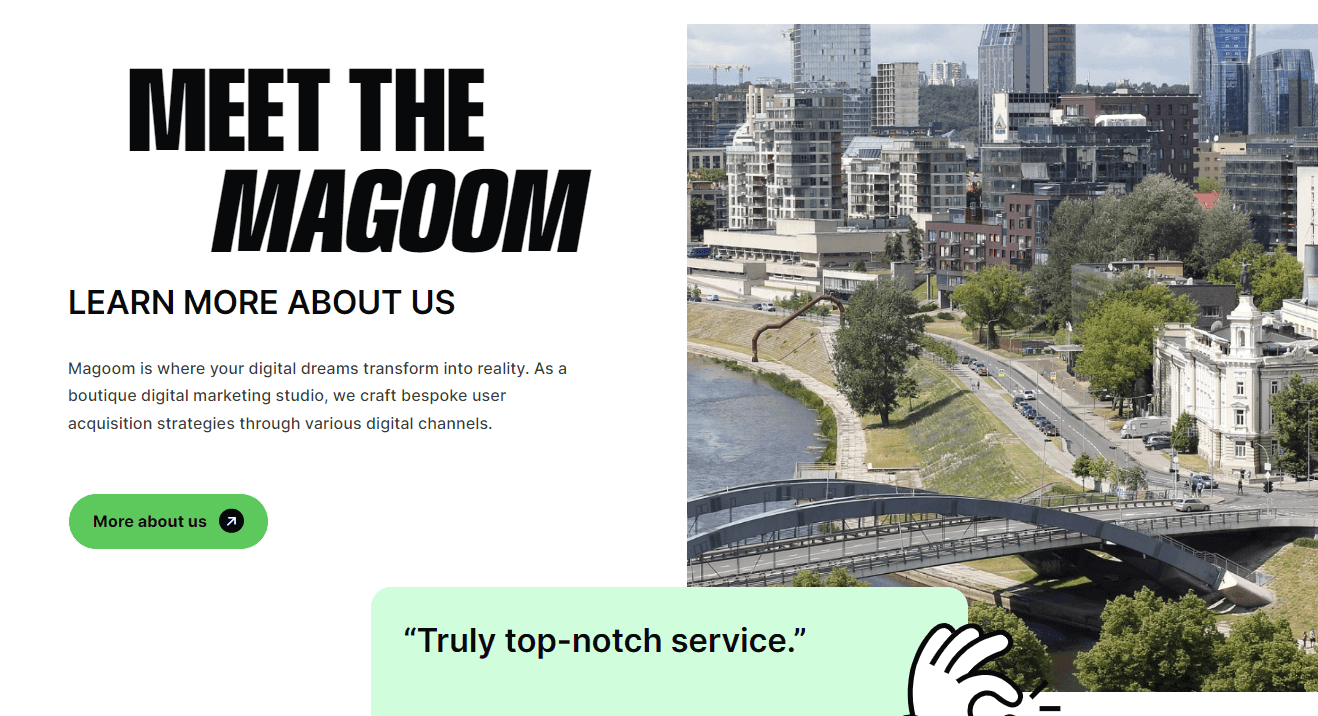 MEET THE
MAGOOM
LEARN MORE ABOUT US
Magoom is where your digital dreams transform into reality. As a
boutique digital marketing studio, we craft bespoke user
acquisition strategies through various digital channels.
More about us
“Truly top-notch service.”